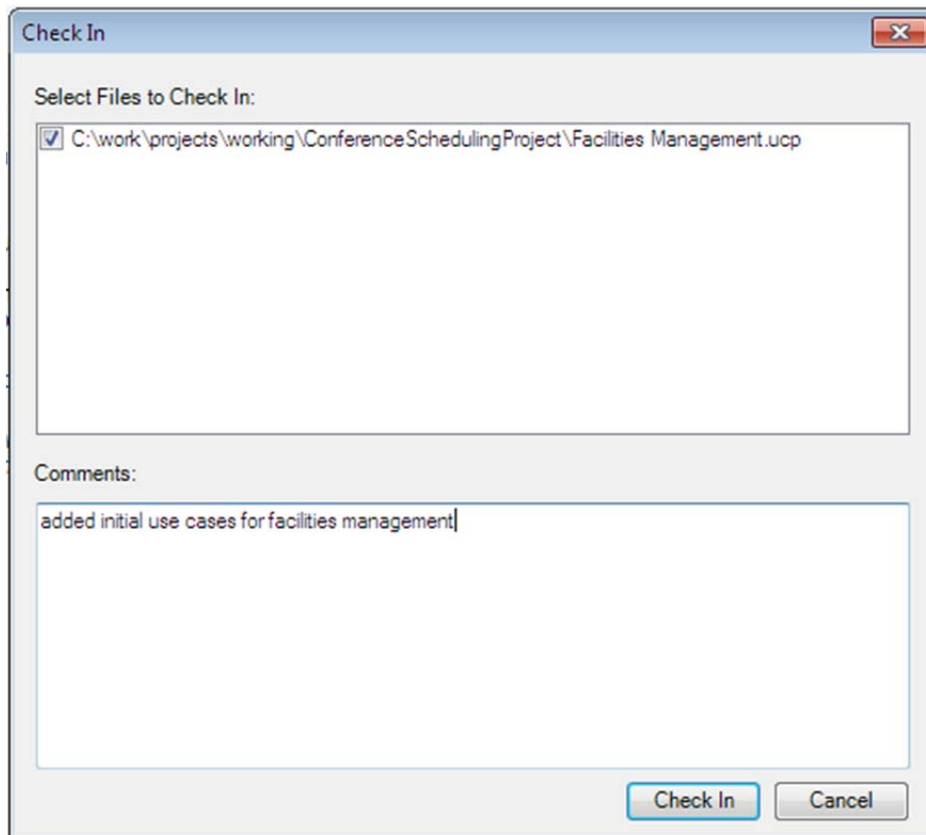 Check In
Select Files to Check In:
C:\work\projects\working\ConferenceSchedulingProject\Facilities Management.ucp
Comments:
added initial use cases for facilities management
Check In
Cancel